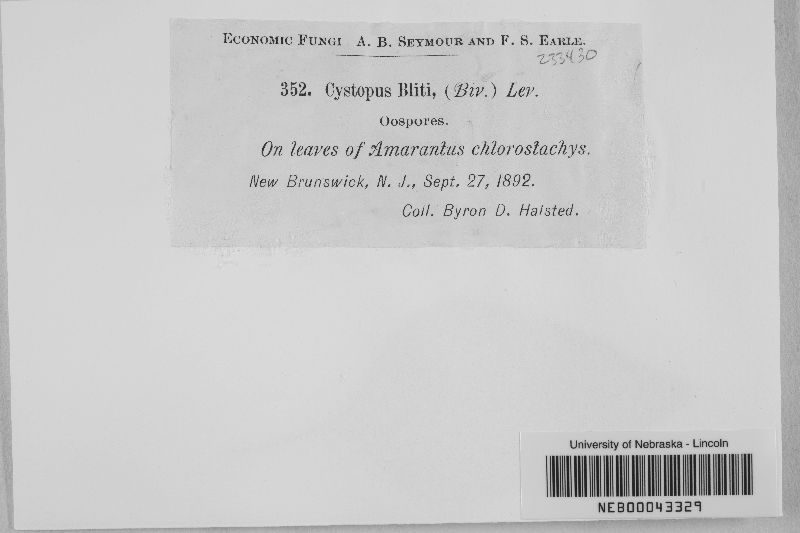 Economic Fungi A. B. Seymour and F. S. Earle.
233430
352. Cystopus Bliti, (Biv.) Lev.
Oospores.
On leaves of Amarantus chlorostachys.
New Brunswick, N. J., Sept. 27, 1892.
Coll. Byron D. Halsted.
University of Nebraska - Lincoln
NEB00043329